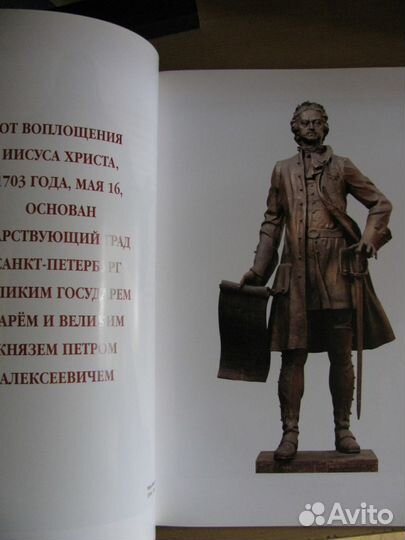 ОТ ВОПЛОЩЕНИЯ
ИИСУСА ХРИСТА,
1703 ГОДА, МАЯ 16,
ОСНОВАН
АРСТВУЮЩИЙ ГРАД
САНКТ-ПЕТЕРБУРГ
ЛИКИМ ГОСУДАРЕМ
АРЁМ И ВЕЛИКИМ
КНЯЗЕМ ПЕТРОМ
АЛЕКСЕЕВИЧЕМ
Avito